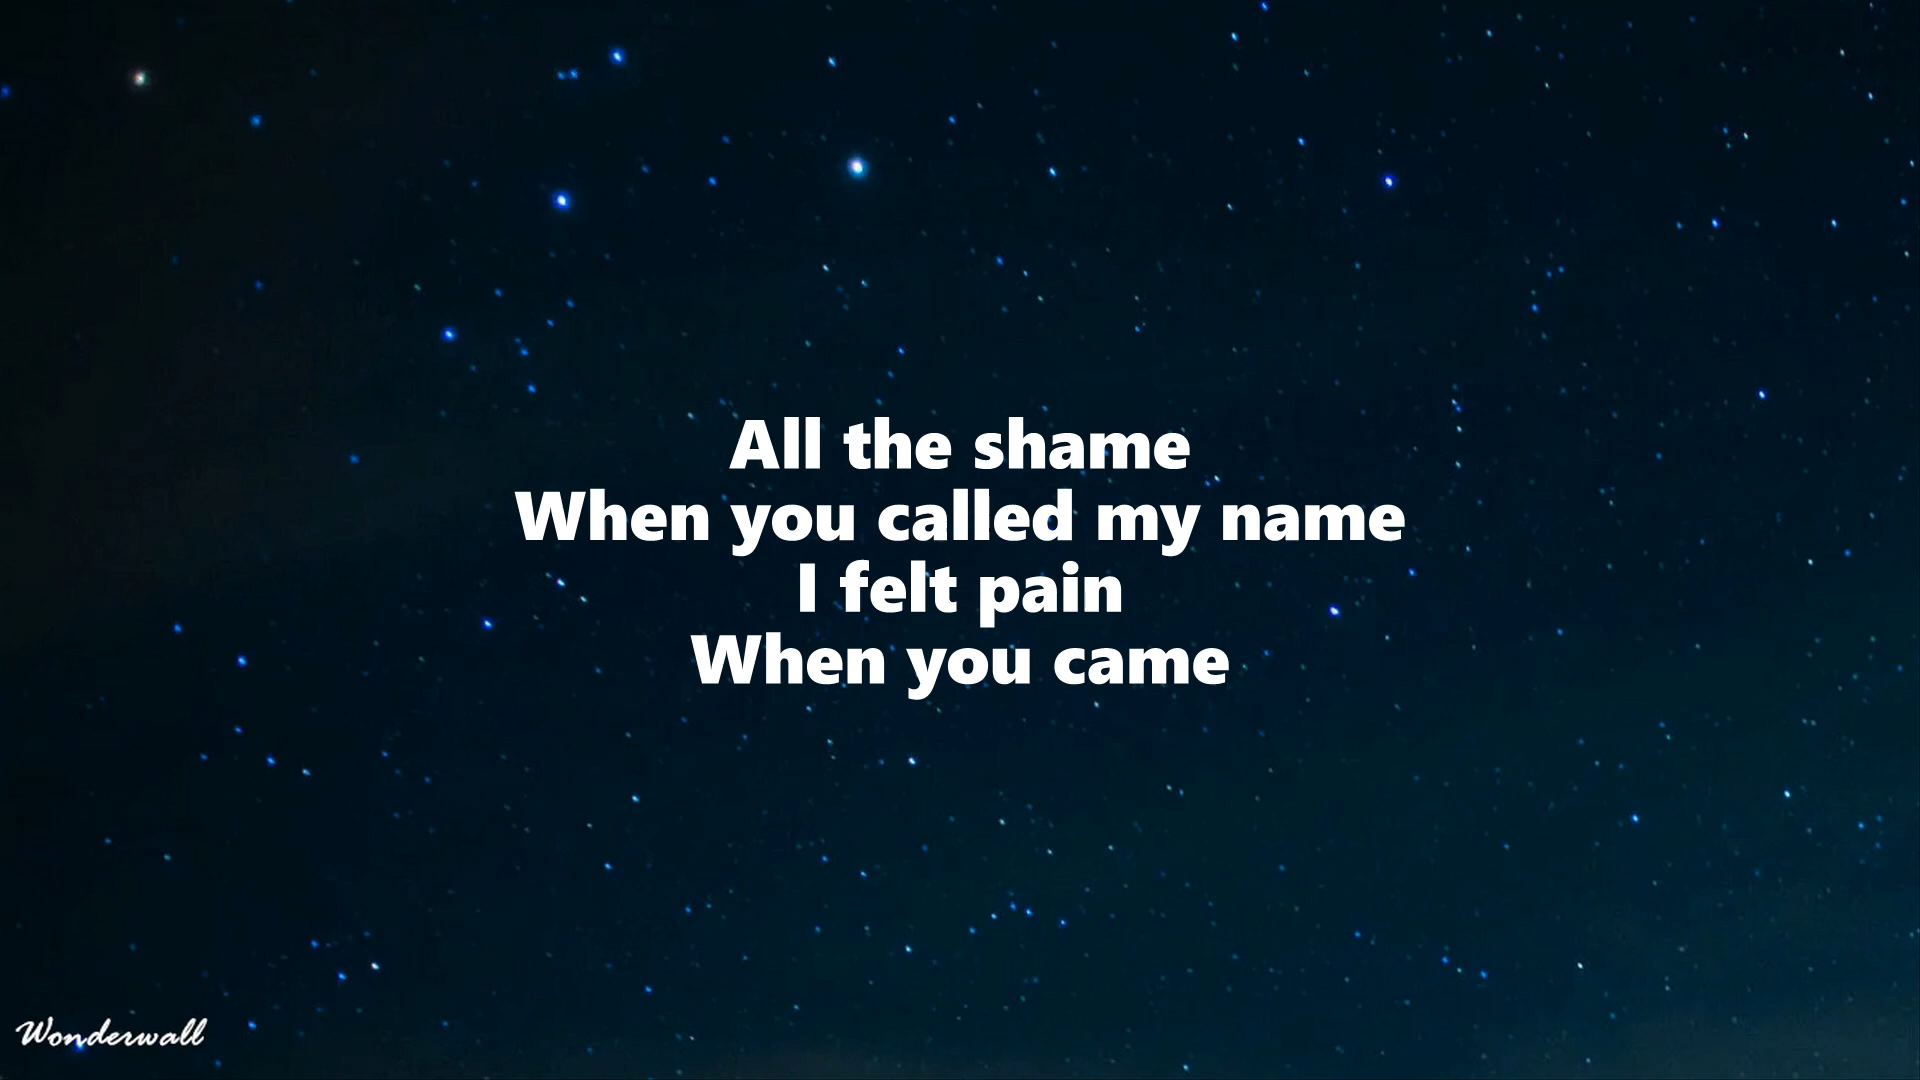 All the shame
When you called my name
I felt pain
When you came
Wonderwall